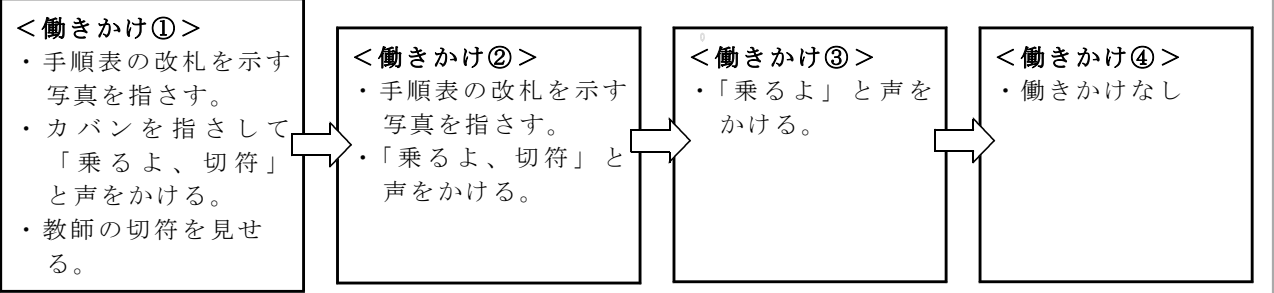 ＜働きかけ①＞
・手順表の改札を示す
写真を指さす。
・カバンを指さして
「乗るよ、切符」
と声をかける。
・教師の切符を見せ
る。
＜働きかけ②＞
・手順表の改札を示す
写真を指さす。
・「乗るよ、切符」と
声をかける。
＜働きかけ③＞
・「乗るよ」と声を
かける。
＜働きかけ④＞
・働きかけなし